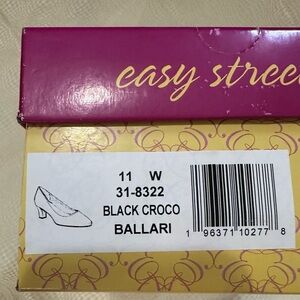 easy stree
11 W
31-8322
BLACK CROCO
BALLARI
1 96371 10277 8